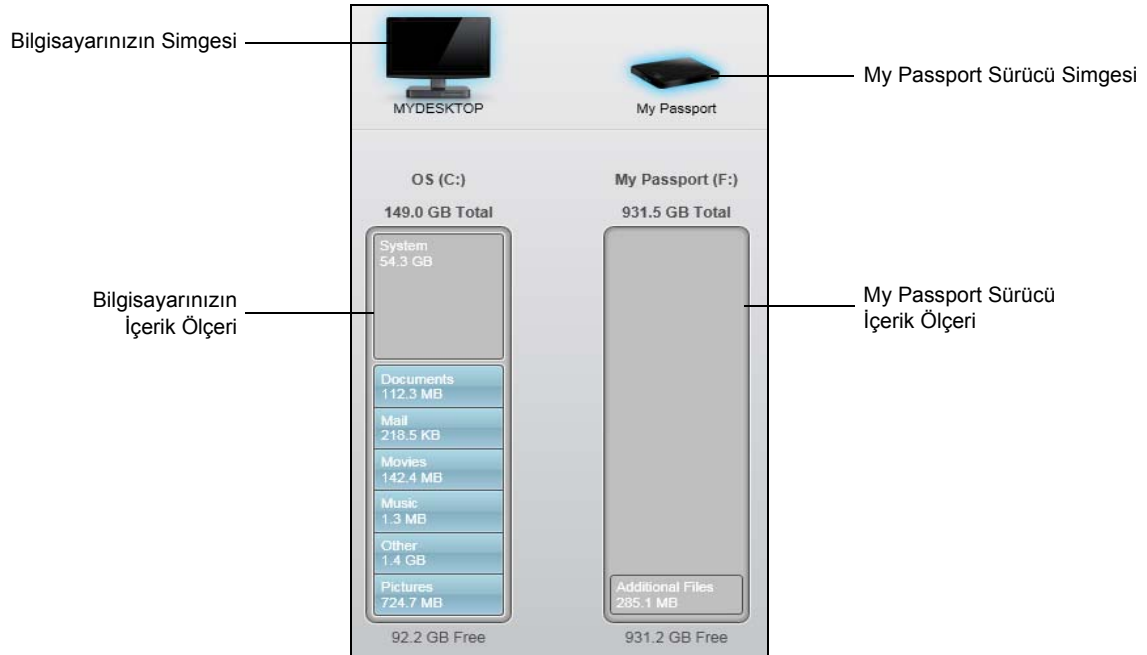 Bilgisayarınızın Simgesi
MYDESKTOP
My Passport
My Passport Sürücü Simgesi
OS (C:)
149.0 GB Total
My Passport (F:)
931.5 GB Total
Bilgisayarınızın
İçerik Ölçeri
System
54.3 GB
Documents
112.3 MB
Mail
218.5 KB
Movies
142.4 MB
Music
1.3 MB
Other
1.4 GB
Pictures
724.7 MB
92.2 GB Free
My Passport Sürücü
İçerik Ölçeri
Additional Files
285.1 MB
931.2 GB Free